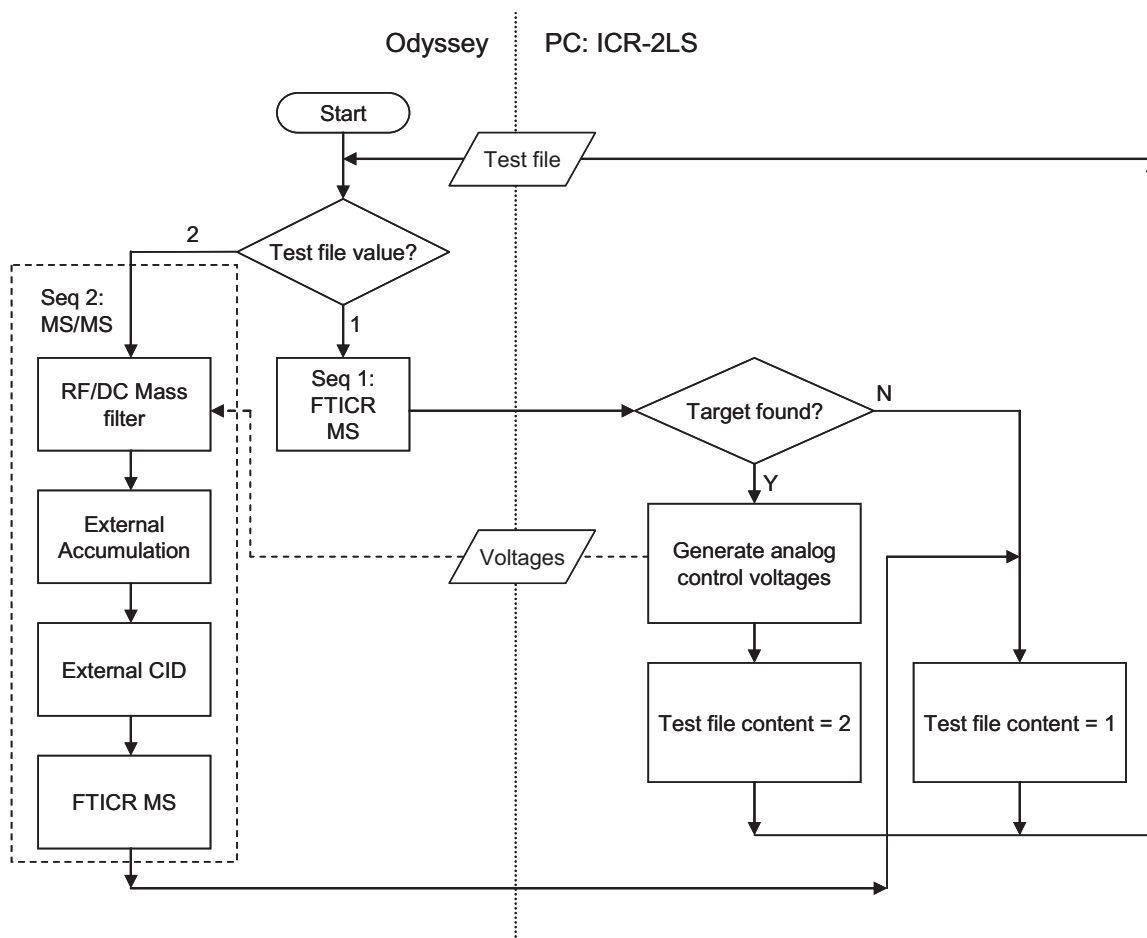 Odyssey
PC: ICR-2LS
Start
Test file
Test file value?
2
1
Seq 2:
MS/MS
RF/DC Mass
filter
Seq 1:
FTICR
MS
Target found?
N
Y
External
Accumulation
Voltages
Generate analog
control voltages
External CID
Test file content = 2
Test file content = 1
FTICR MS